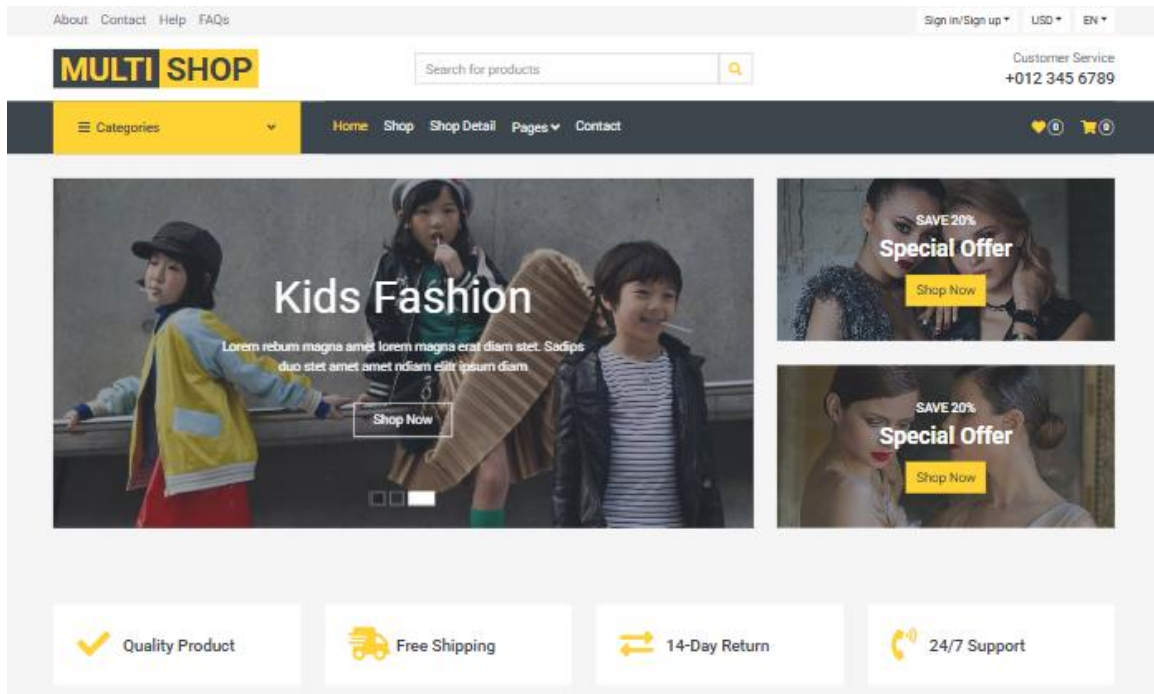 About Contact Help FAQs
Sign in/Sign up USD EN
MULTI SHOP
Search for products
Customer Service
+012 345 6789
Categories
Home Shop Shop Detail Pages Contact
0 0
Kids Fashion
Lorem rebum magna amet lorem magna erat diam stet. Sadips
duo stet amet amet ndiam elitr ipsum diam
Shop Now
SAVE 20%
Special Offer
Shop Now
SAVE 20%
Special Offer
Shop Now
Quality Product
Free Shipping
14-Day Return
24/7 Support